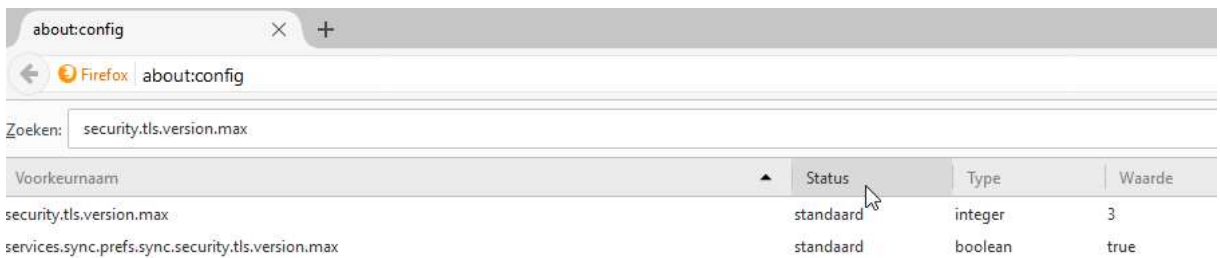 about:config
Firefox about:config
Zoeken: security.tls.version.max
Voorkeurnaam Status Type Waarde
security.tls.version.max standaard integer 3
services.sync.prefs.sync.security.tls.version.max standaard boolean true